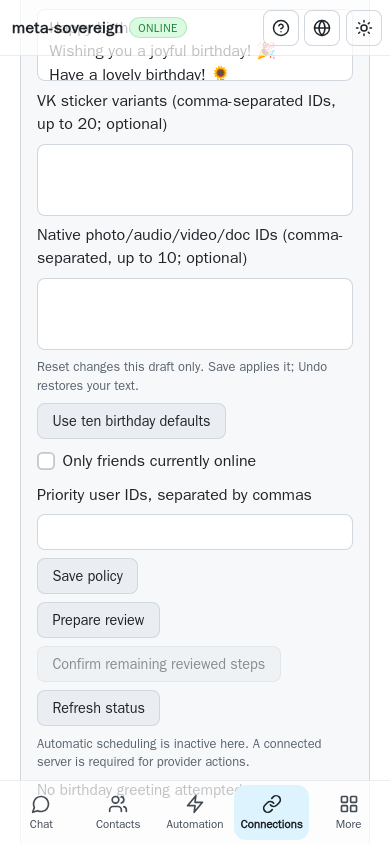 meta-sovereign ONLINE
Wishing you a joyful birthday! 🎉
Have a lovely birthday! 🌻
VK sticker variants (comma-separated IDs,
up to 20; optional)
Native photo/audio/video/doc IDs (comma-
separated, up to 10; optional)
Reset changes this draft only. Save applies it; Undo
restores your text.
Use ten birthday defaults
Only friends currently online
Priority user IDs, separated by commas
Save policy
Prepare review
Confirm remaining reviewed steps
Refresh status
Automatic scheduling is inactive here. A connected
server is required for provider actions.
No birthday greeting attempted
Chat Contacts Automation Connections More